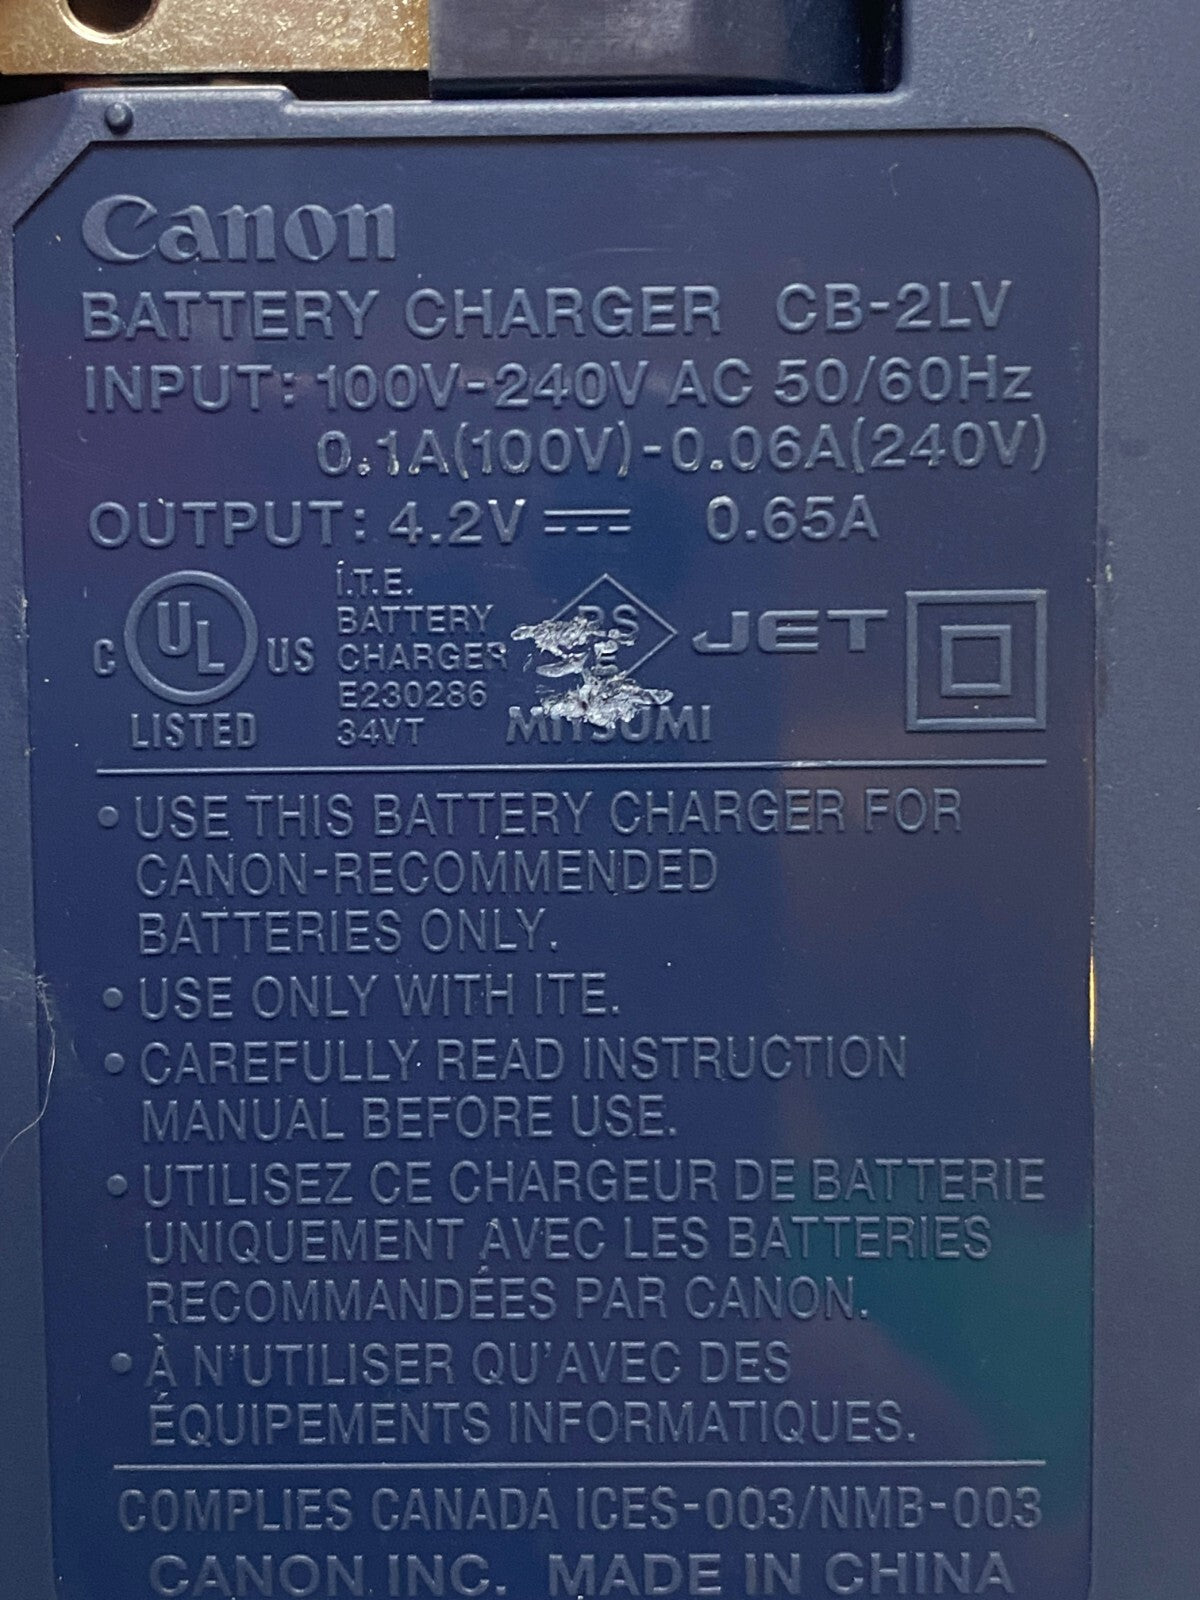 Canon
BATTERY CHARGER CB-2LV
INPUT: 100V-240V AC 50/60Hz
0.1A(100V)-0.06A(240V)
OUTPUT: 4.2V 0.65A
C UL US
LISTED
I.T.E.
BATTERY
CHARGER
E230286
34VT
PS
E
MITSUMI
JET
• USE THIS BATTERY CHARGER FOR
CANON-RECOMMENDED
BATTERIES ONLY.
• USE ONLY WITH ITE.
• CAREFULLY READ INSTRUCTION
MANUAL BEFORE USE.
• UTILISEZ CE CHARGEUR DE BATTERIE
UNIQUEMENT AVEC LES BATTERIES
RECOMMANDÉES PAR CANON.
• À N'UTILISER QU'AVEC DES
ÉQUIPEMENTS INFORMATIQUES.
COMPLIES CANADA ICES-003/NMB-003
CANON INC. MADE IN CHINA